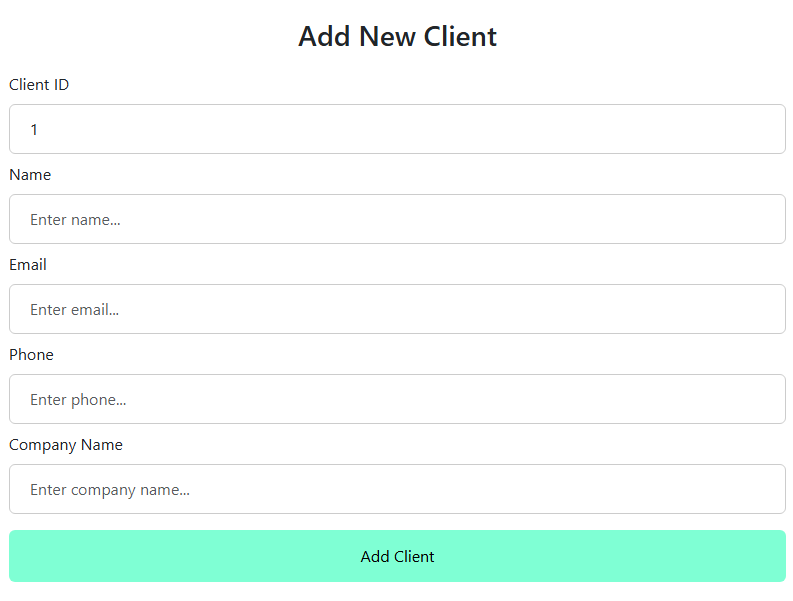 Add New Client
Client ID
1
Name
Enter name...
Email
Enter email...
Phone
Enter phone...
Company Name
Enter company name...
Add Client